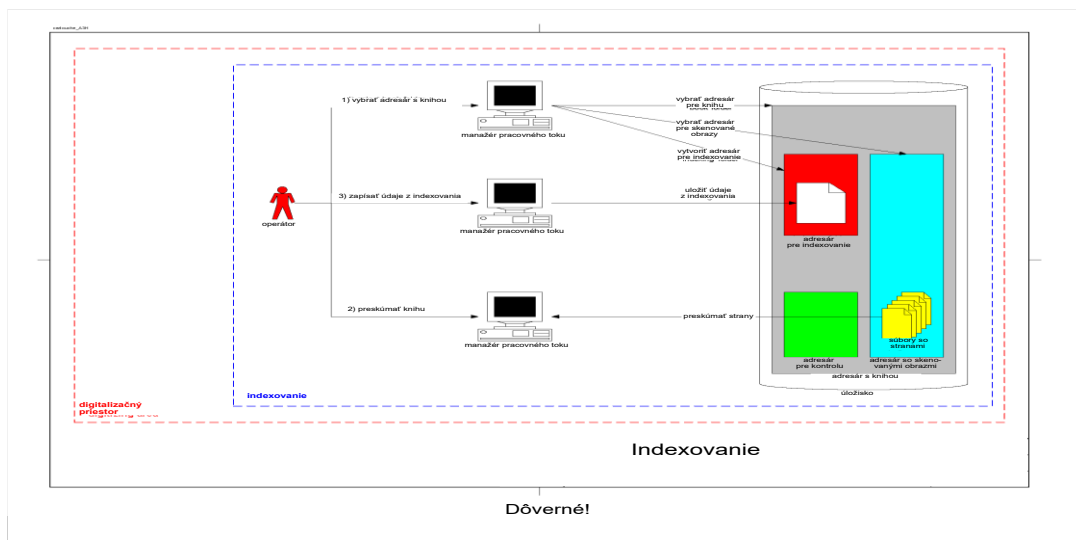 1) vybrať adresár s knihou
manažér pracovného toku
vybrať adresár
pre knihu
vybrať adresár
pre skenované
obrazy
vytvoriť adresár
pre indexovanie
operátor
3) zapísať údaje z indexovania
manažér pracovného toku
uložiť údaje
z indexovania
adresár
pre indexovanie
2) preskúmať knihu
manažér pracovného toku
preskúmať strany
súbory so
stranami
adresár
pre kontrolu
adresár so skeno-
vanými obrazmi
adresár s knihou
úložisko
indexovanie
digitalizačný
priestor
Indexovanie
Dôverné!